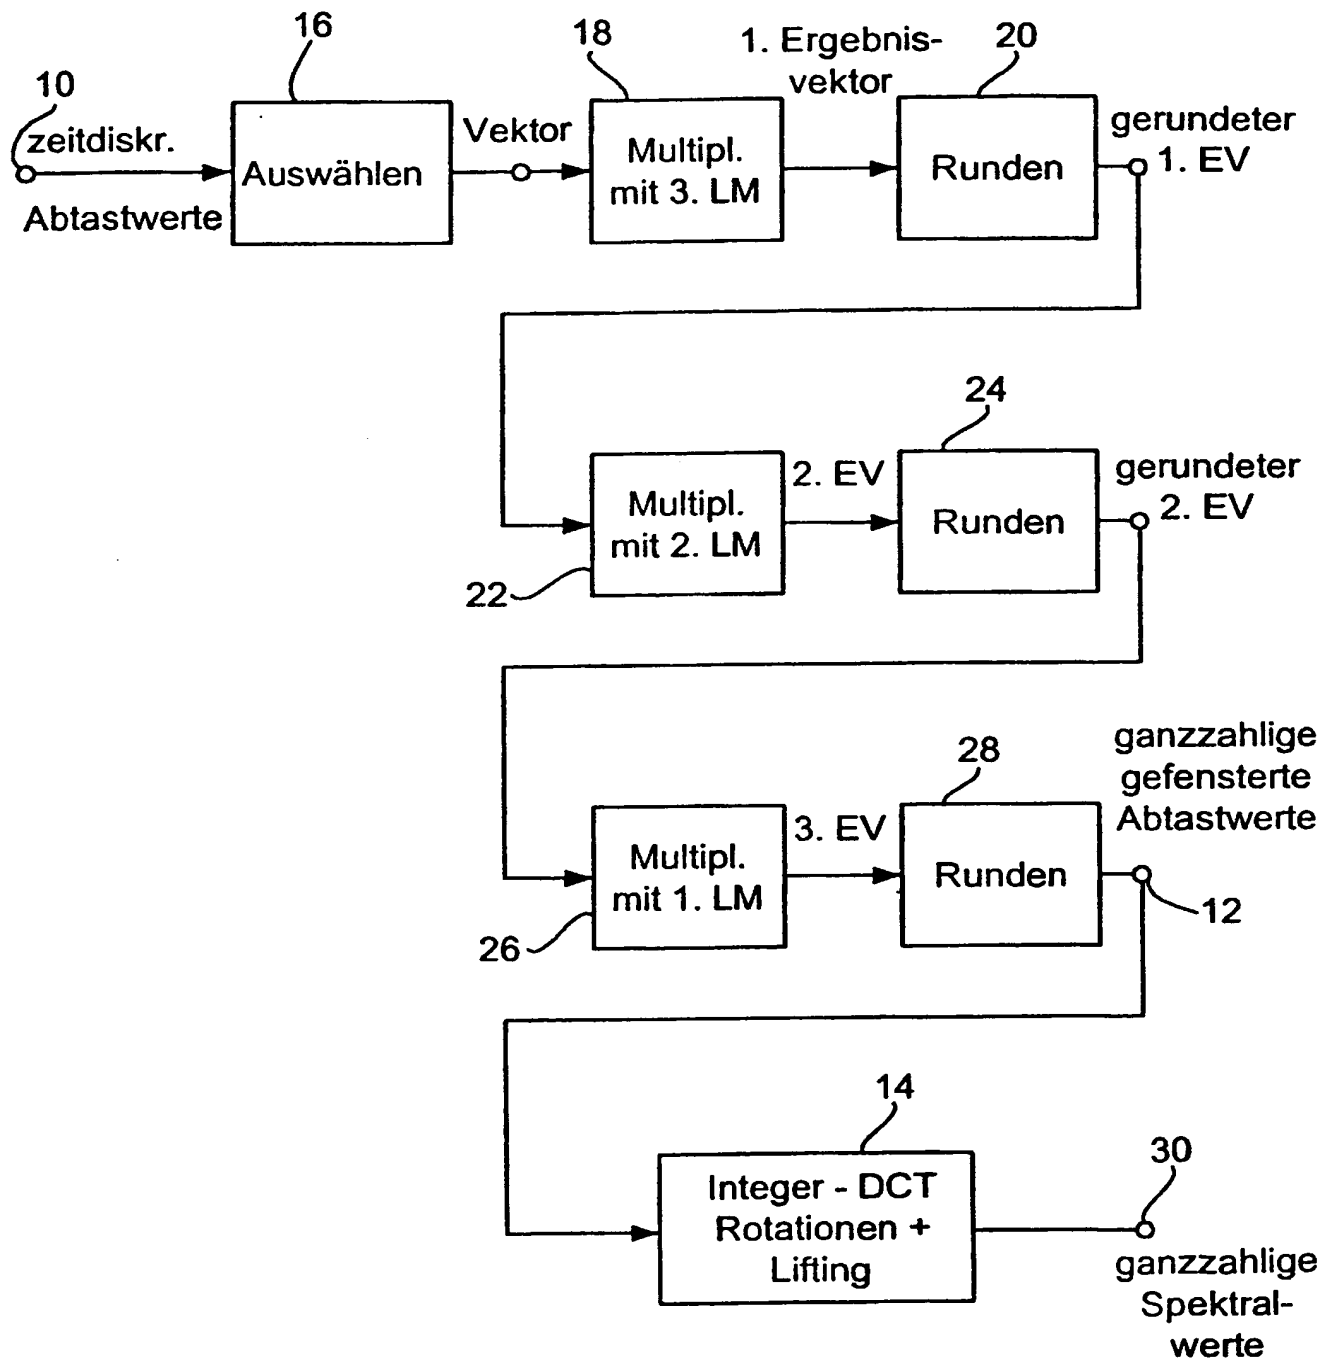 16
18
1. Ergebnis-
vektor
20
10
zeitdiskr.
Abtastwerte
Auswählen
Vektor
Multipl.
mit 3. LM
Runden
gerundeter
1. EV
24
Multipl.
mit 2. LM
22
2. EV
Runden
gerundeter
2. EV
28
Multipl.
mit 1. LM
26
3. EV
Runden
ganzzahlige
gefensterte
Abtastwerte
12
14
Integer - DCT
Rotationen +
Lifting
30
ganzzahlige
Spektral-
werte